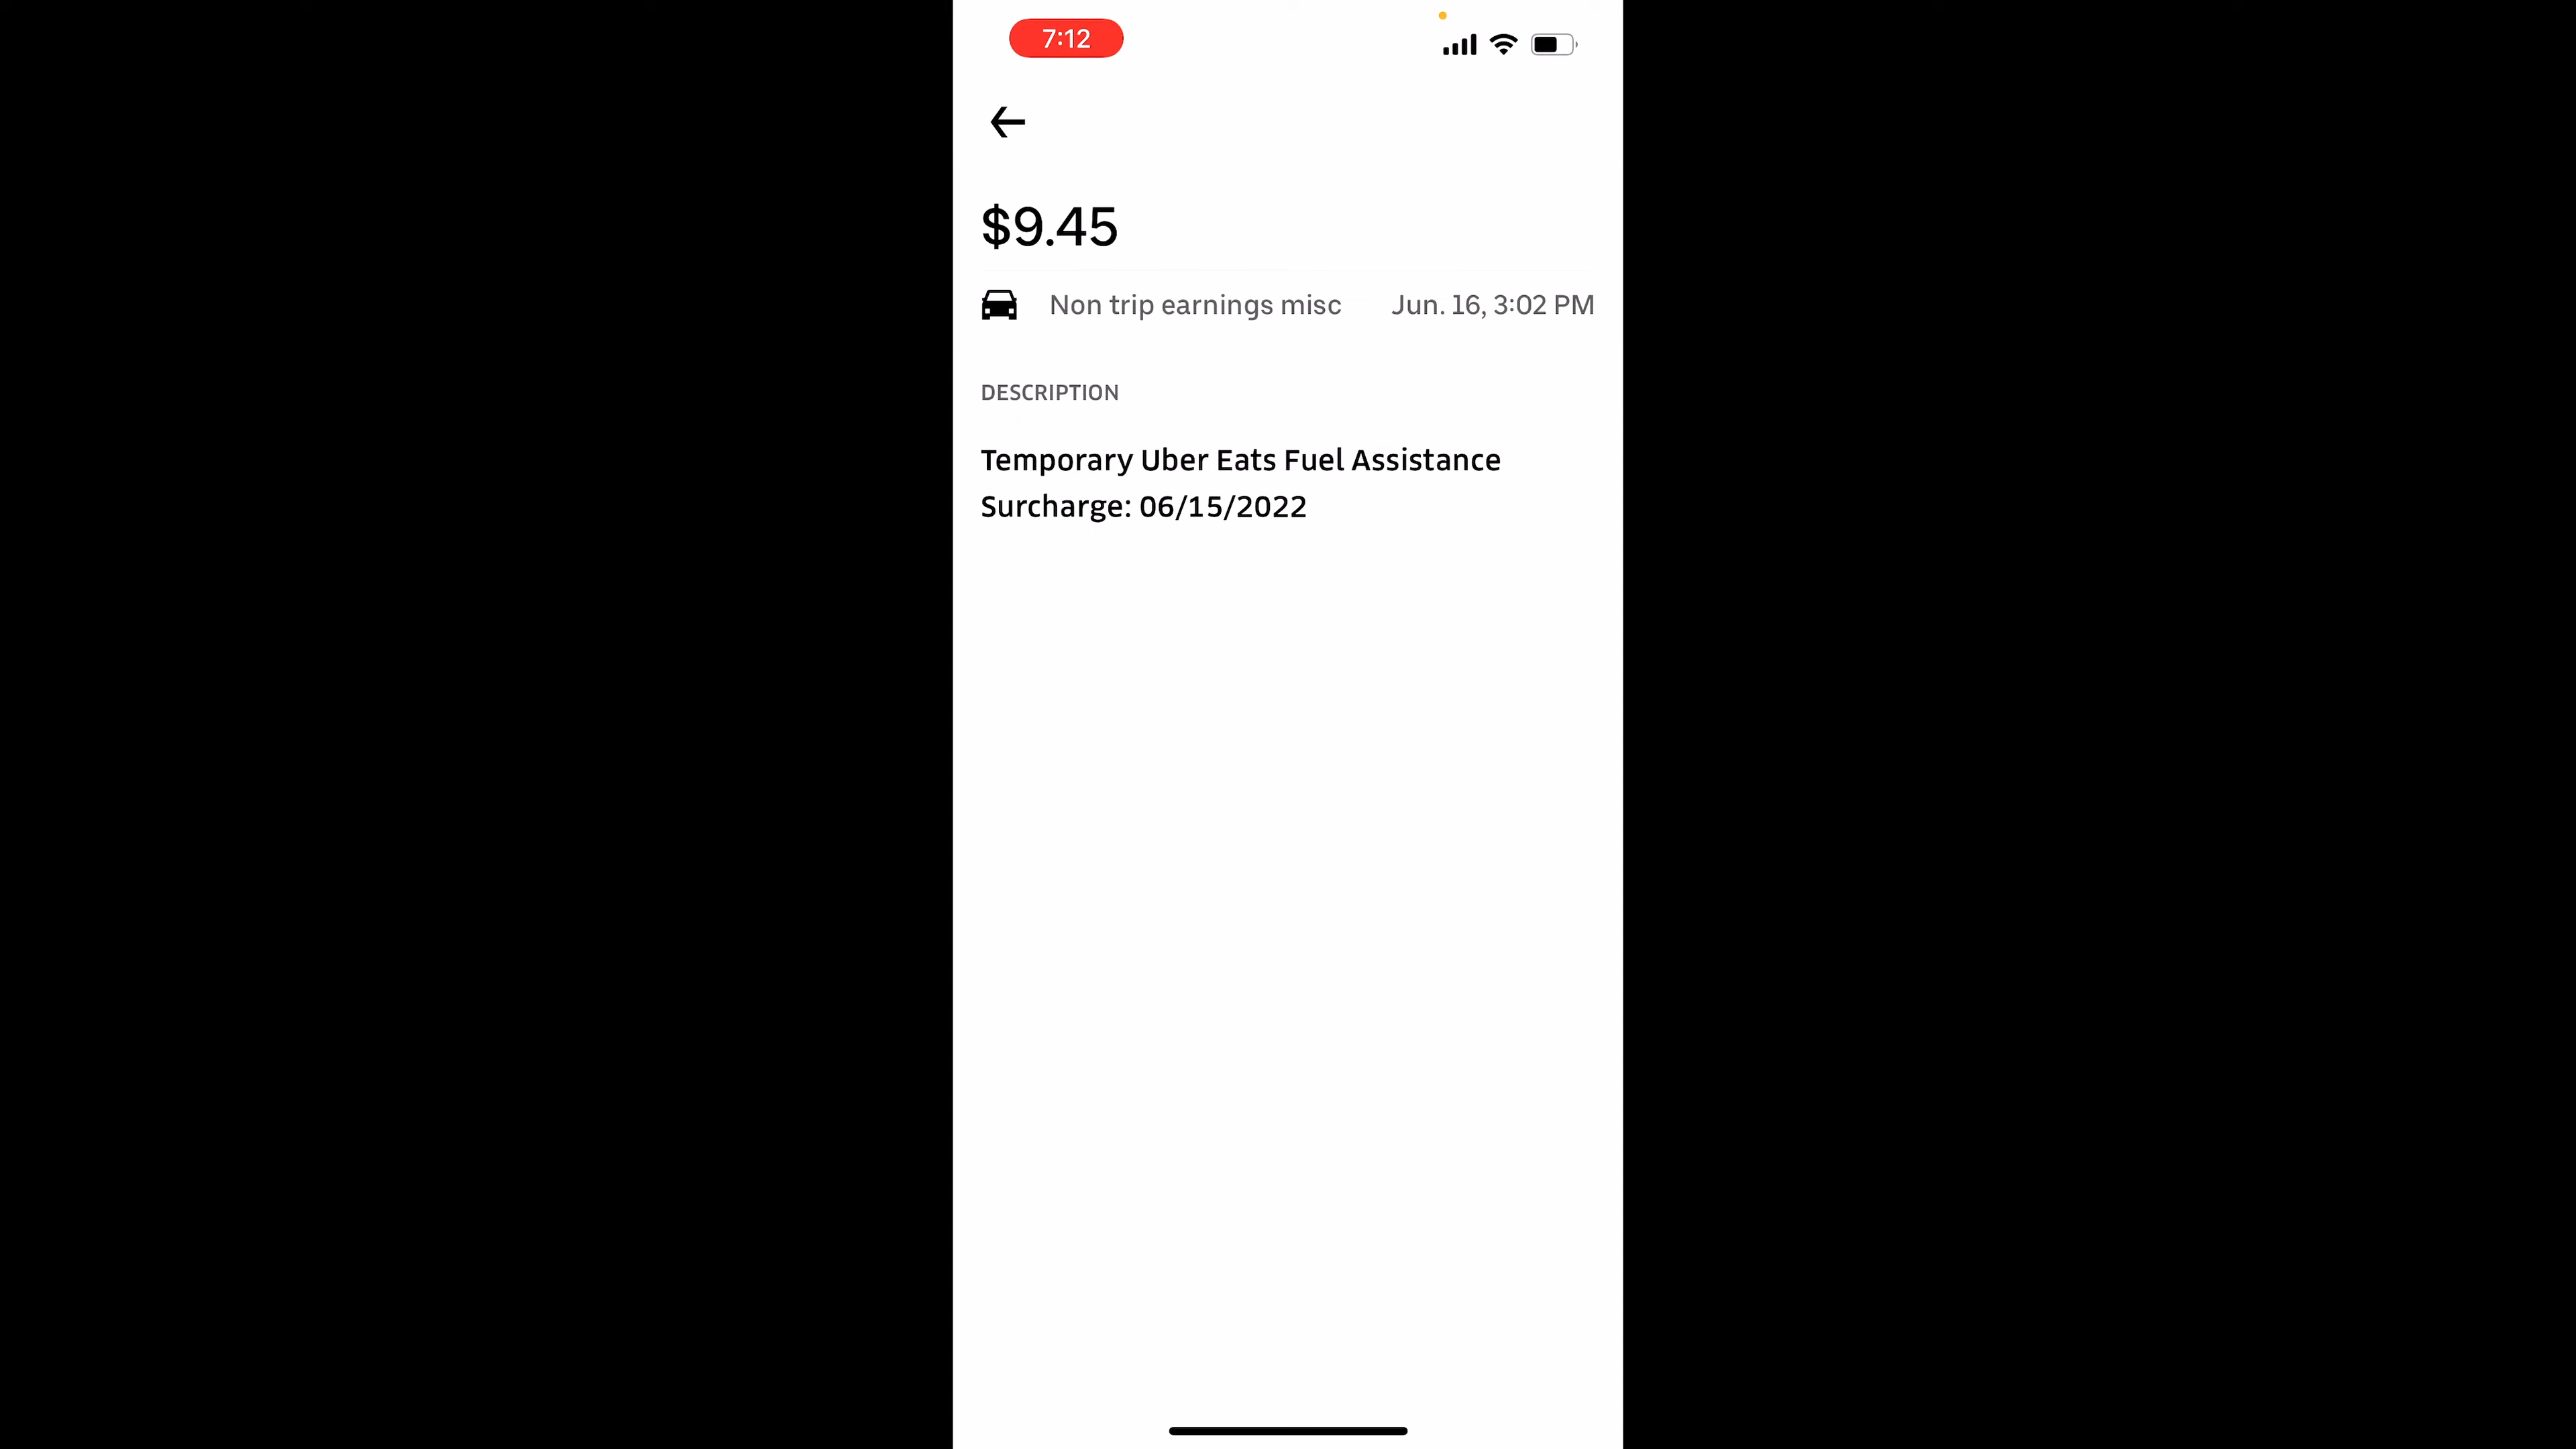 7:12
$9.45
Non trip earnings misc Jun. 16, 3:02 PM
DESCRIPTION
Temporary Uber Eats Fuel Assistance
Surcharge: 06/15/2022